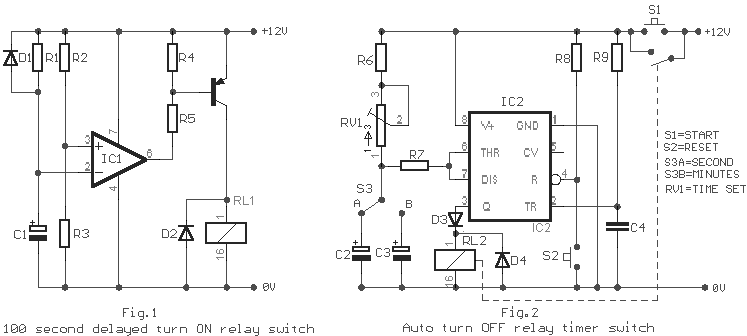 S1
+12V
+12V
D1
R1
R2
R4
R6
R8
R9
3
IC2
RV1
2
R5
8
V+
GND
1
1
3
3
7
S1=START
+
6
THR
CV
5
S2=RESET
IC1
6
R7
S3A=SECOND
2
-
7
DIS
R
4
S3B=MINUTES
4
S3
RV1=TIME SET
RL1
A
B
3
Q
TR
2
D3
IC2
C1
+
R3
D2
1
16
C2
+
C3
+
RL2
1
16
D4
S2
C4
0V
0V
Fig.1
Fig.2
100 second delayed turn ON relay switch
Auto turn OFF relay timer switch